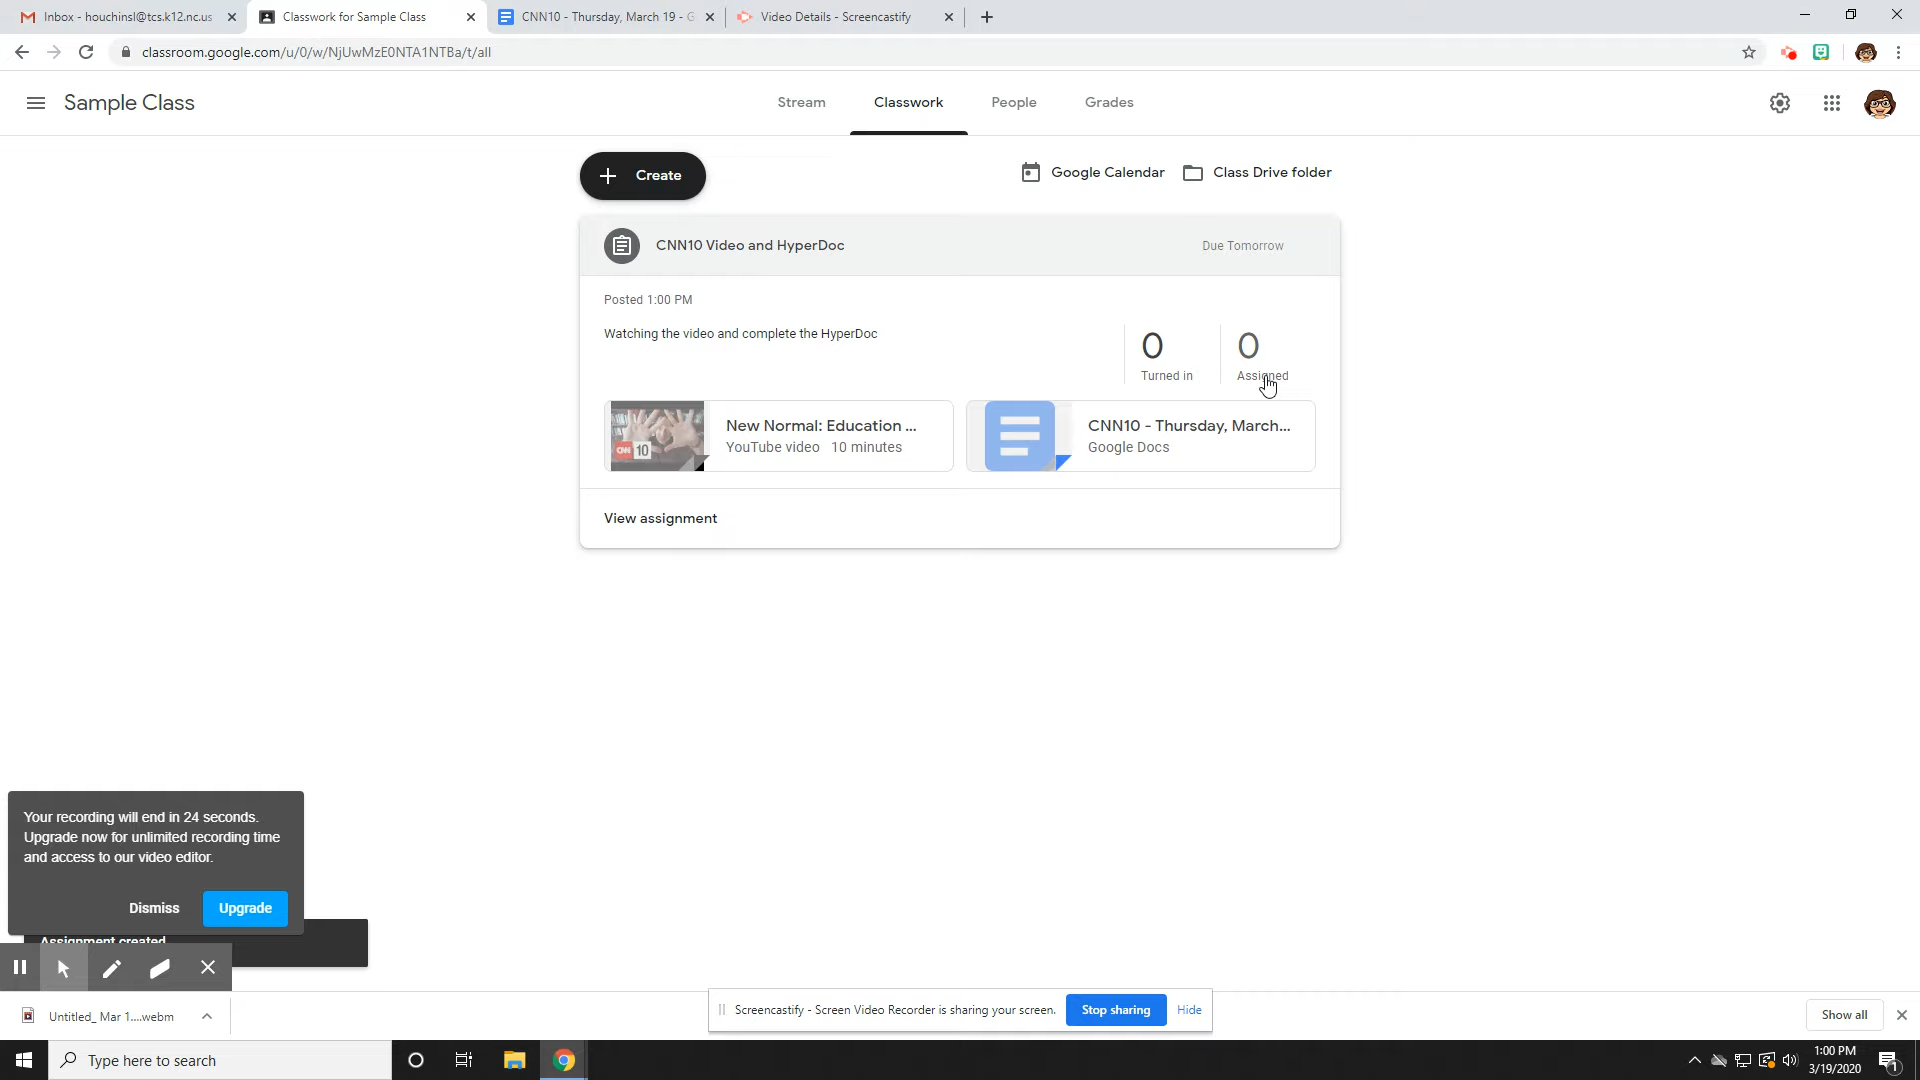 Inbox - houchinsl@tcs.k12.nc.us
Classwork for Sample Class
CNN10 - Thursday, March 19 - G
Video Details - Screencastify
classroom.google.com/u/0/w/NjUwMzE0NTA1NTBa/t/all
Sample Class
Stream
Classwork
People
Grades
Create
Google Calendar
Class Drive folder
CNN10 Video and HyperDoc
Due Tomorrow
Posted 1:00 PM
Watching the video and complete the HyperDoc
0
Turned in
0
Assigned
CNN 10
New Normal: Education ...
YouTube video 10 minutes
CNN10 - Thursday, March...
Google Docs
View assignment
Your recording will end in 24 seconds.
Upgrade now for unlimited recording time
and access to our video editor.
Dismiss
Upgrade
Assignment created
Screencastify - Screen Video Recorder is sharing your screen.
Stop sharing
Hide
Untitled_ Mar 1....webm
Show all
Type here to search
1:00 PM
3/19/2020
1